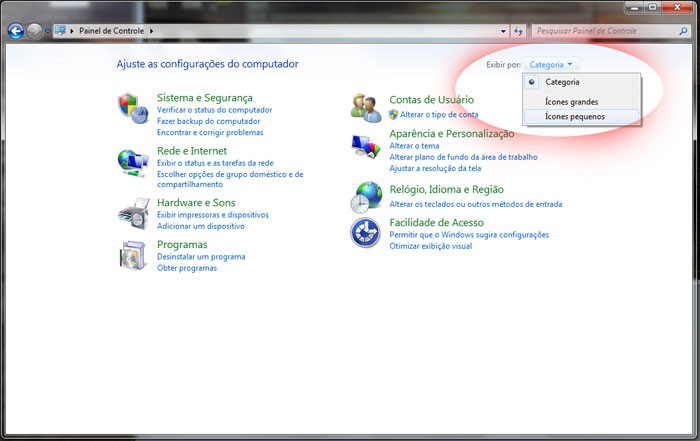 Painel de Controle
Pesquisar Painel de Controle
Ajuste as configurações do computador
Exibir por:
Categoria
Categoria
Ícones grandes
Ícones pequenos
Sistema e Segurança
Verificar o status do computador
Fazer backup do computador
Encontrar e corrigir problemas
Rede e Internet
Exibir o status e as tarefas da rede
Escolher opções de grupo doméstico e de
compartilhamento
Hardware e Sons
Exibir impressoras e dispositivos
Adicionar um dispositivo
Programas
Desinstalar um programa
Obter programas
Contas de Usuário
Alterar o tipo de conta
Aparência e Personalização
Alterar o tema
Alterar plano de fundo da área de trabalho
Ajustar a resolução da tela
Relógio, Idioma e Região
Alterar os teclados ou outros métodos de entrada
Facilidade de Acesso
Permitir que o Windows sugira configurações
Otimizar exibição visual